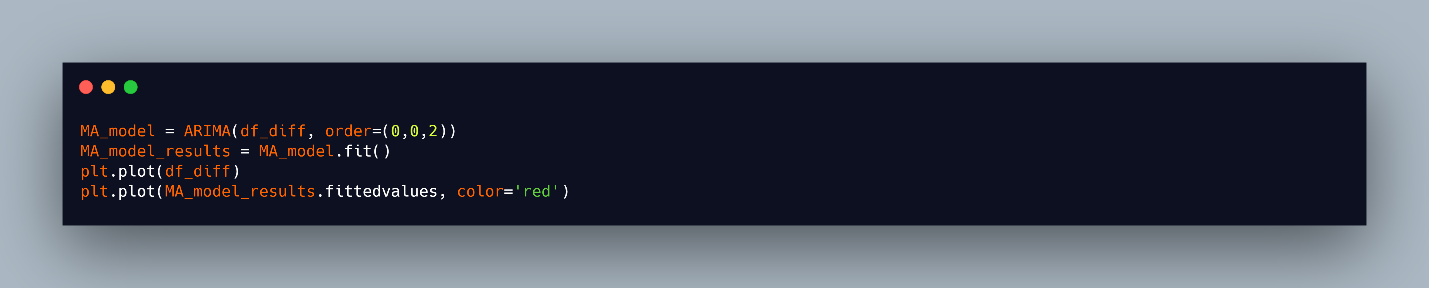 MA_model = ARIMA(df_diff, order=(0,0,2))
MA_model_results = MA_model.fit()
plt.plot(df_diff)
plt.plot(MA_model_results.fittedvalues, color='red')